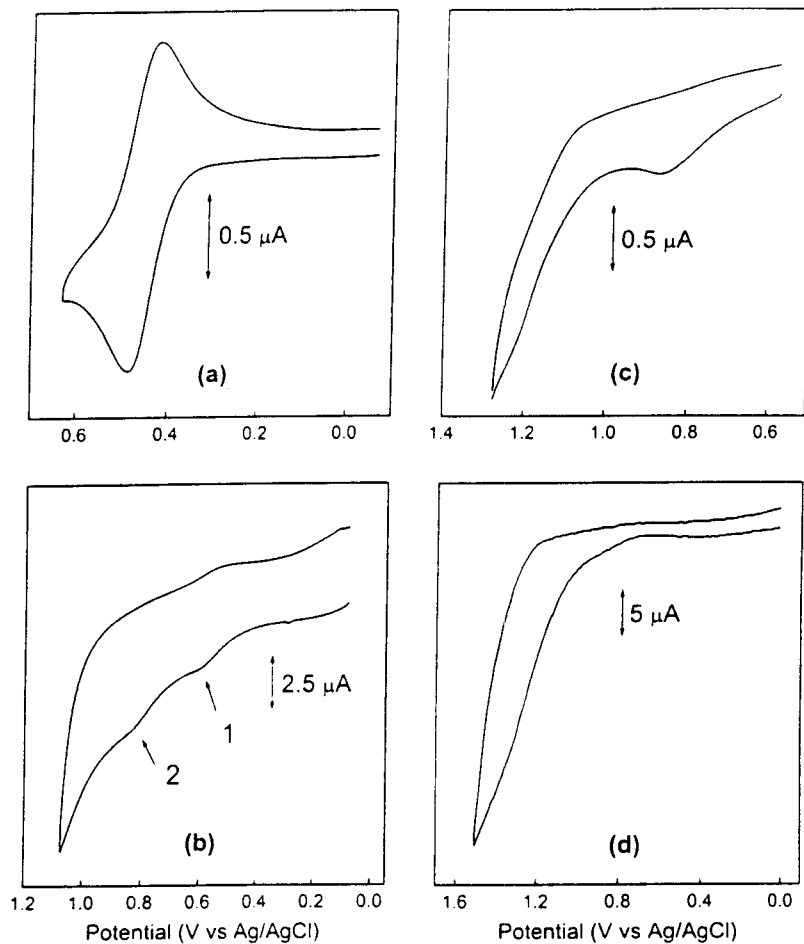 0.5 μA
(a)
0.6 0.4 0.2 0.0
0.5 μA
(c)
1.4 1.2 1.0 0.8 0.6
2.5 μA
1
2
(b)
1.2 1.0 0.8 0.6 0.4 0.2 0.0
Potential (V vs Ag/AgCl)
5 μA
(d)
1.6 1.2 0.8 0.4 0.0
Potential (V vs Ag/AgCl)